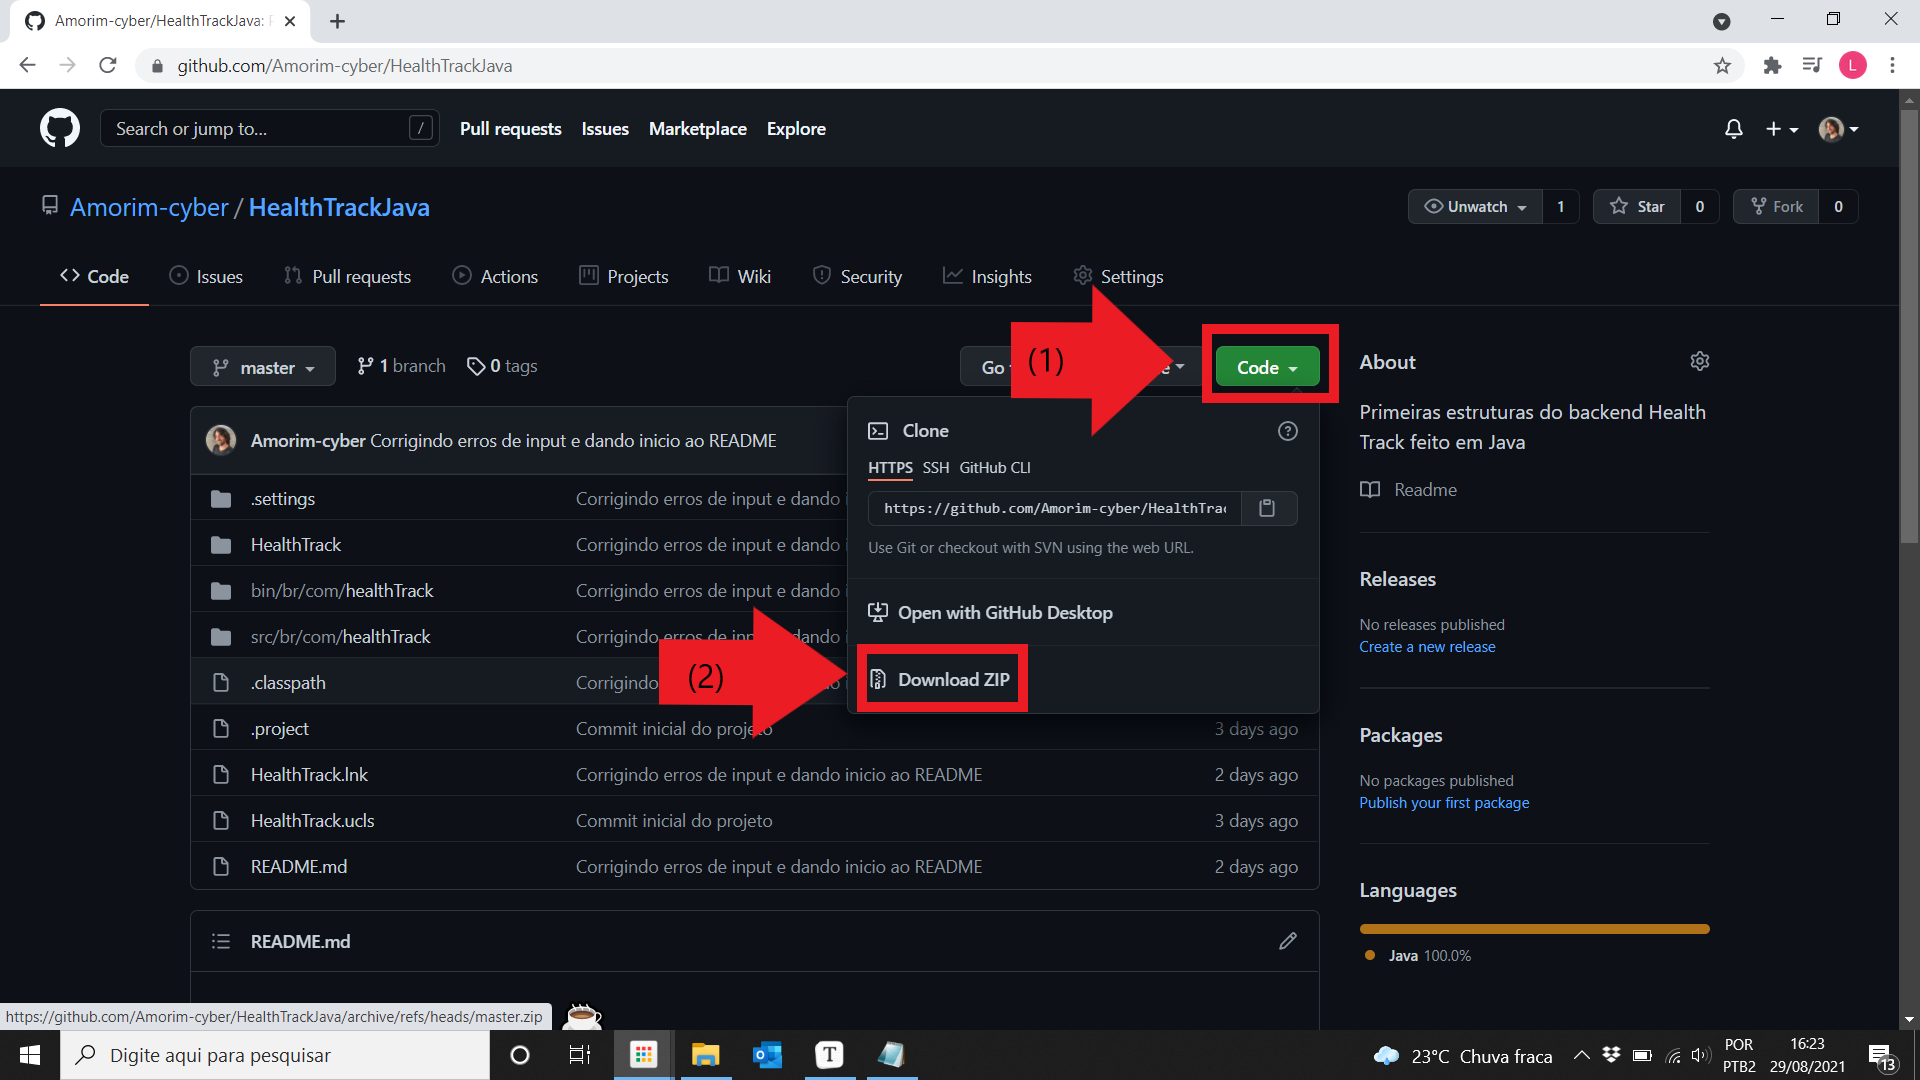 Amorim-cyber/HealthTrackJava:
github.com/Amorim-cyber/HealthTrackJava
L
Search or jump to...
/
Pull requests
Issues
Marketplace
Explore
Amorim-cyber / HealthTrackJava
Unwatch
1
Star
0
Fork
0
Code
Issues
Pull requests
Actions
Projects
Wiki
Security
Insights
Settings
master
1 branch
0 tags
Go
(1)
Code
About
Primeiras estruturas do backend Health
Track feito em Java
Readme
Amorim-cyber Corrigindo erros de input e dando inicio ao README
.settings
Corrigindo erros de input e dando
HealthTrack
Corrigindo erros de input e dando
bin/br/com/healthTrack
Corrigindo erros de input e dando
src/br/com/healthTrack
Corrigindo erros de
.classpath
Corrigindo
.project
Commit inicial do projeto
3 days ago
HealthTrack.lnk
Corrigindo erros de input e dando inicio ao README
2 days ago
HealthTrack.ucls
Commit inicial do projeto
3 days ago
README.md
Corrigindo erros de input e dando inicio ao README
2 days ago
Clone
HTTPS SSH GitHub CLI
https://github.com/Amorim-cyber/HealthTra
Use Git or checkout with SVN using the web URL.
Open with GitHub Desktop
(2)
Download ZIP
Releases
No releases published
Create a new release
Packages
No packages published
Publish your first package
Languages
Java 100.0%
README.md
https://github.com/Amorim-cyber/HealthTrackJava/archive/refs/heads/master.zip
Digite aqui para pesquisar
T
23°C Chuva fraca
POR
PTB2
16:23
29/08/2021
13